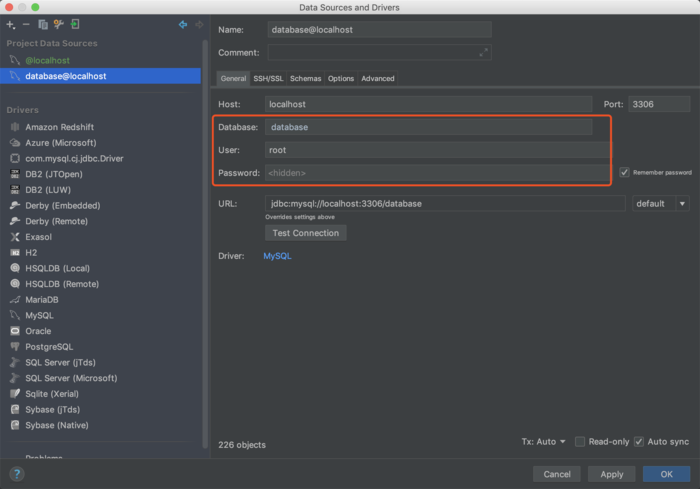 Data Sources and Drivers
Project Data Sources
@localhost
database@localhost
Drivers
Amazon Redshift
Azure (Microsoft)
com.mysql.cj.jdbc.Driver
DB2 (JTOpen)
DB2 (LUW)
Derby (Embedded)
Derby (Remote)
Exasol
H2
HSQLDB (Local)
HSQLDB (Remote)
MariaDB
MySQL
Oracle
PostgreSQL
SQL Server (jTds)
SQL Server (Microsoft)
Sqlite (Xerial)
Sybase (jTds)
Sybase (Native)
Problems
Name: database@localhost
Comment:
General SSH/SSL Schemas Options Advanced
Host: localhost Port: 3306
Database: database
User: root
Password: <hidden> Remember password
URL: jdbc:mysql://localhost:3306/database default
Overrides settings above
Test Connection
Driver: MySQL
226 objects Tx: Auto Read-only Auto sync
? Cancel Apply OK